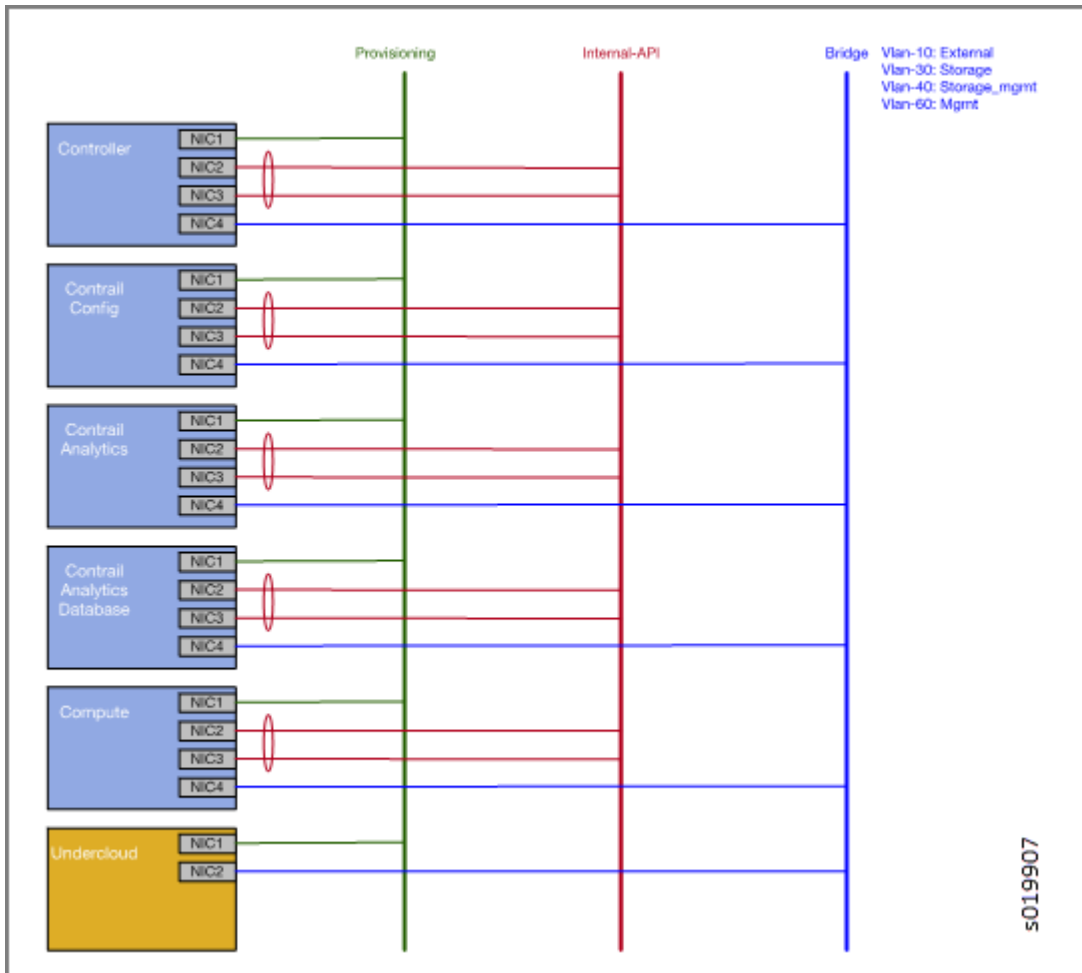 Provisioning
Internal-API
Bridge
Vlan-10: External
Vlan-30: Storage
Vlan-40: Storage_mgmt
Vlan-60: Mgmt
Controller
NIC1
NIC2
NIC3
NIC4
Contrail
Config
NIC1
NIC2
NIC3
NIC4
Contrail
Analytics
NIC1
NIC2
NIC3
NIC4
Contrail
Analytics
Database
NIC1
NIC2
NIC3
NIC4
Compute
NIC1
NIC2
NIC3
NIC4
Undercloud
NIC1
NIC2
s019907